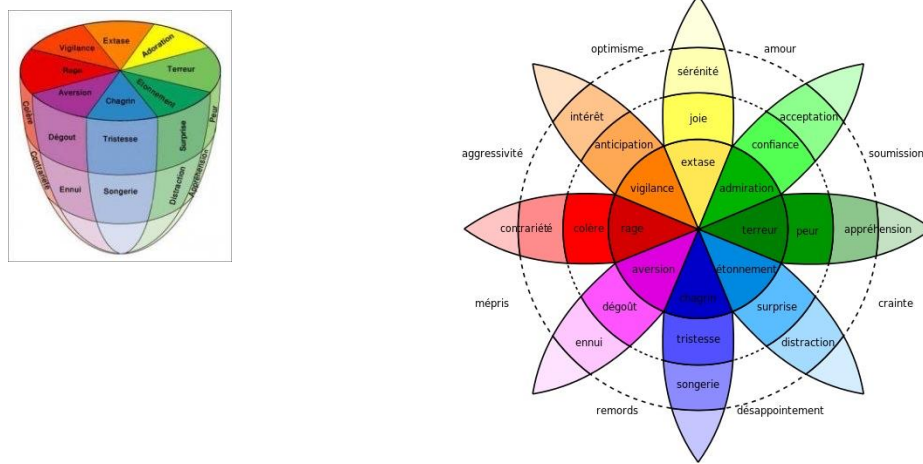 Vigilance
Extase
Adoration
Rage
Terreur
Aversion
Chagrin
Etonnement
Colère
Dégout
Tristesse
Surprise
Peur
Contrariété
Ennui
Songerie
Distraction
Appréhension
optimisme
amour
sérénité
intérêt
acceptation
joie
anticipation
confiance
aggressivité
soumission
extase
vigilance
admiration
contrariété
colère
rage
terreur
peur
appréhension
aversion
étonnement
chagrin
mépris
dégoût
surprise
crainte
ennui
tristesse
distraction
songerie
remords
désappointement